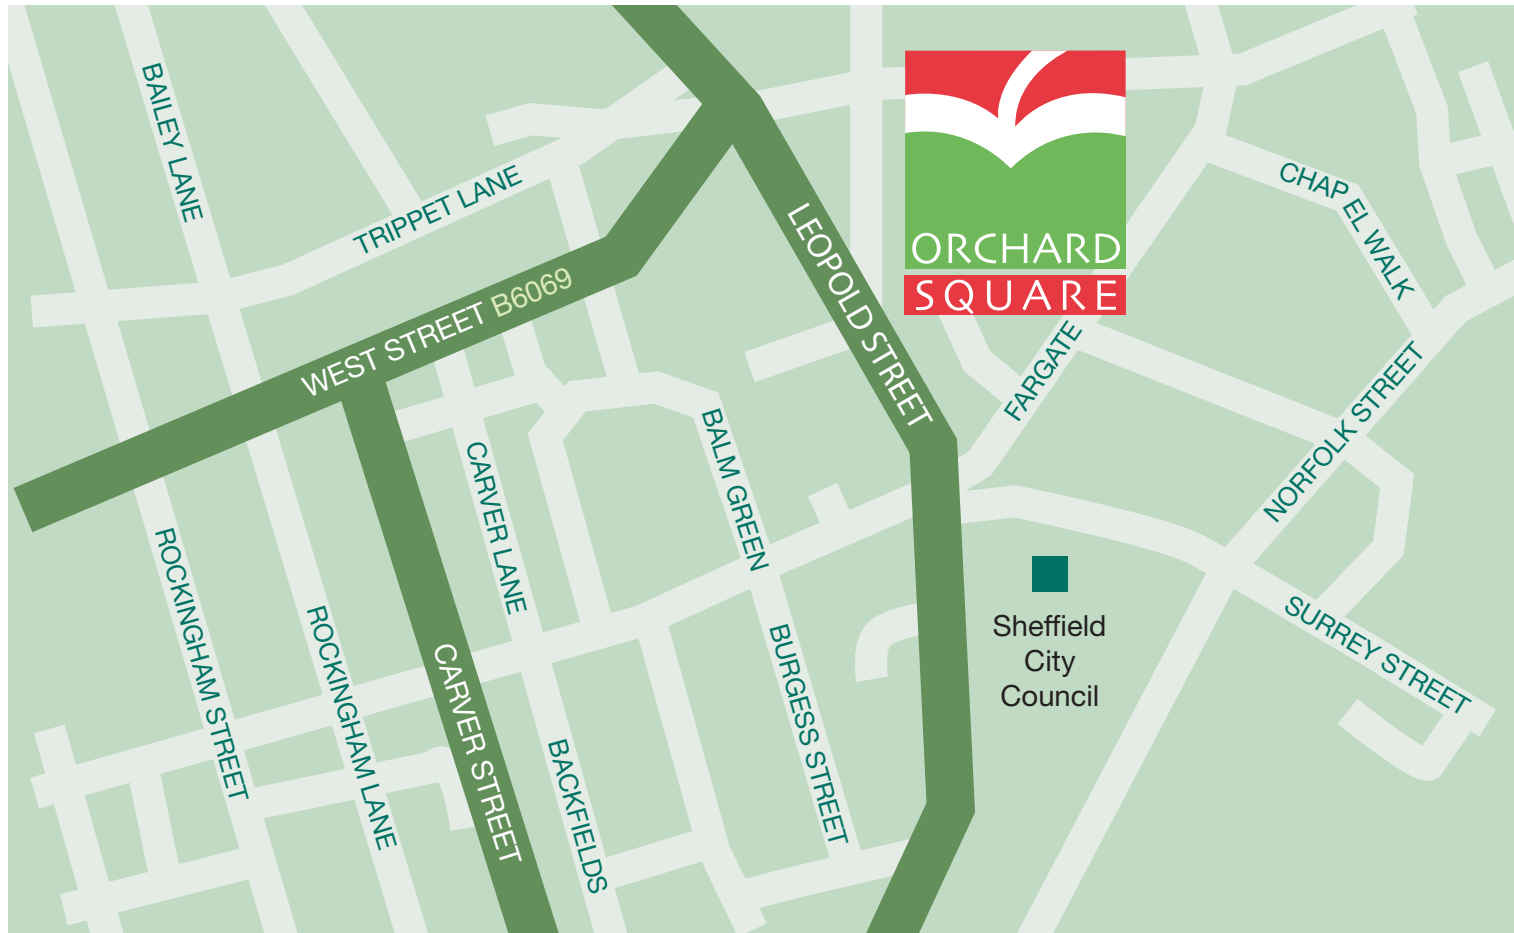 BAILEY LANE
TRIPPET LANE
WEST STREET B6069
LEOPOLD STREET
ORCHARD
SQUARE
CHAP EL WALK
FARGATE
NORFOLK STREET
BALM GREEN
CARVER LANE
ROCKINGHAM STREET
ROCKINGHAM LANE
CARVER STREET
BACKFIELDS
BURGESS STREET
Sheffield
City
Council
SURREY STREET